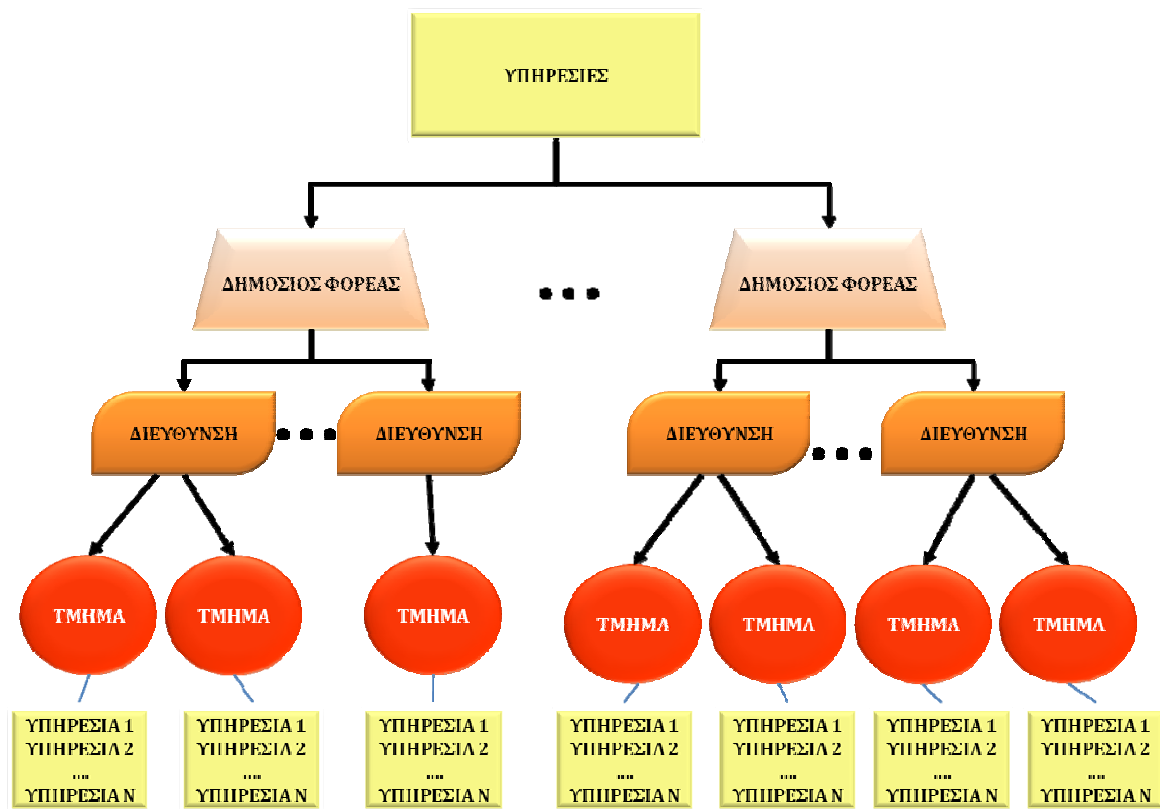 ΥΠΗΡΕΣΙΕΣ
ΔΗΜΟΣΙΟΣ ΦΟΡΕΑΣ
ΔΗΜΟΣΙΟΣ ΦΟΡΕΑΣ
ΔΙΕΥΘΥΝΣΗ
ΔΙΕΥΘΥΝΣΗ
ΔΙΕΥΘΥΝΣΗ
ΔΙΕΥΘΥΝΣΗ
ΤΜΗΜΑ
ΤΜΗΜΑ
ΤΜΗΜΑ
ΤΜΗΜΑ
ΤΜΗΜΑ
ΤΜΗΜΑ
ΤΜΗΜΑ
ΥΠΗΡΕΣΙΑ 1
ΥΠΗΡΕΣΙΑ 2
....
ΥΠΗΡΕΣΙΑ Ν
ΥΠΗΡΕΣΙΑ 1
ΥΠΗΡΕΣΙΑ 2
....
ΥΠΗΡΕΣΙΑ Ν
ΥΠΗΡΕΣΙΑ 1
ΥΠΗΡΕΣΙΑ 2
....
ΥΠΗΡΕΣΙΑ Ν
ΥΠΗΡΕΣΙΑ 1
ΥΠΗΡΕΣΙΑ 2
....
ΥΠΗΡΕΣΙΑ Ν
ΥΠΗΡΕΣΙΑ 1
ΥΠΗΡΕΣΙΑ 2
....
ΥΠΗΡΕΣΙΑ Ν
ΥΠΗΡΕΣΙΑ 1
ΥΠΗΡΕΣΙΑ 2
....
ΥΠΗΡΕΣΙΑ Ν
ΥΠΗΡΕΣΙΑ 1
ΥΠΗΡΕΣΙΑ 2
....
ΥΠΗΡΕΣΙΑ Ν